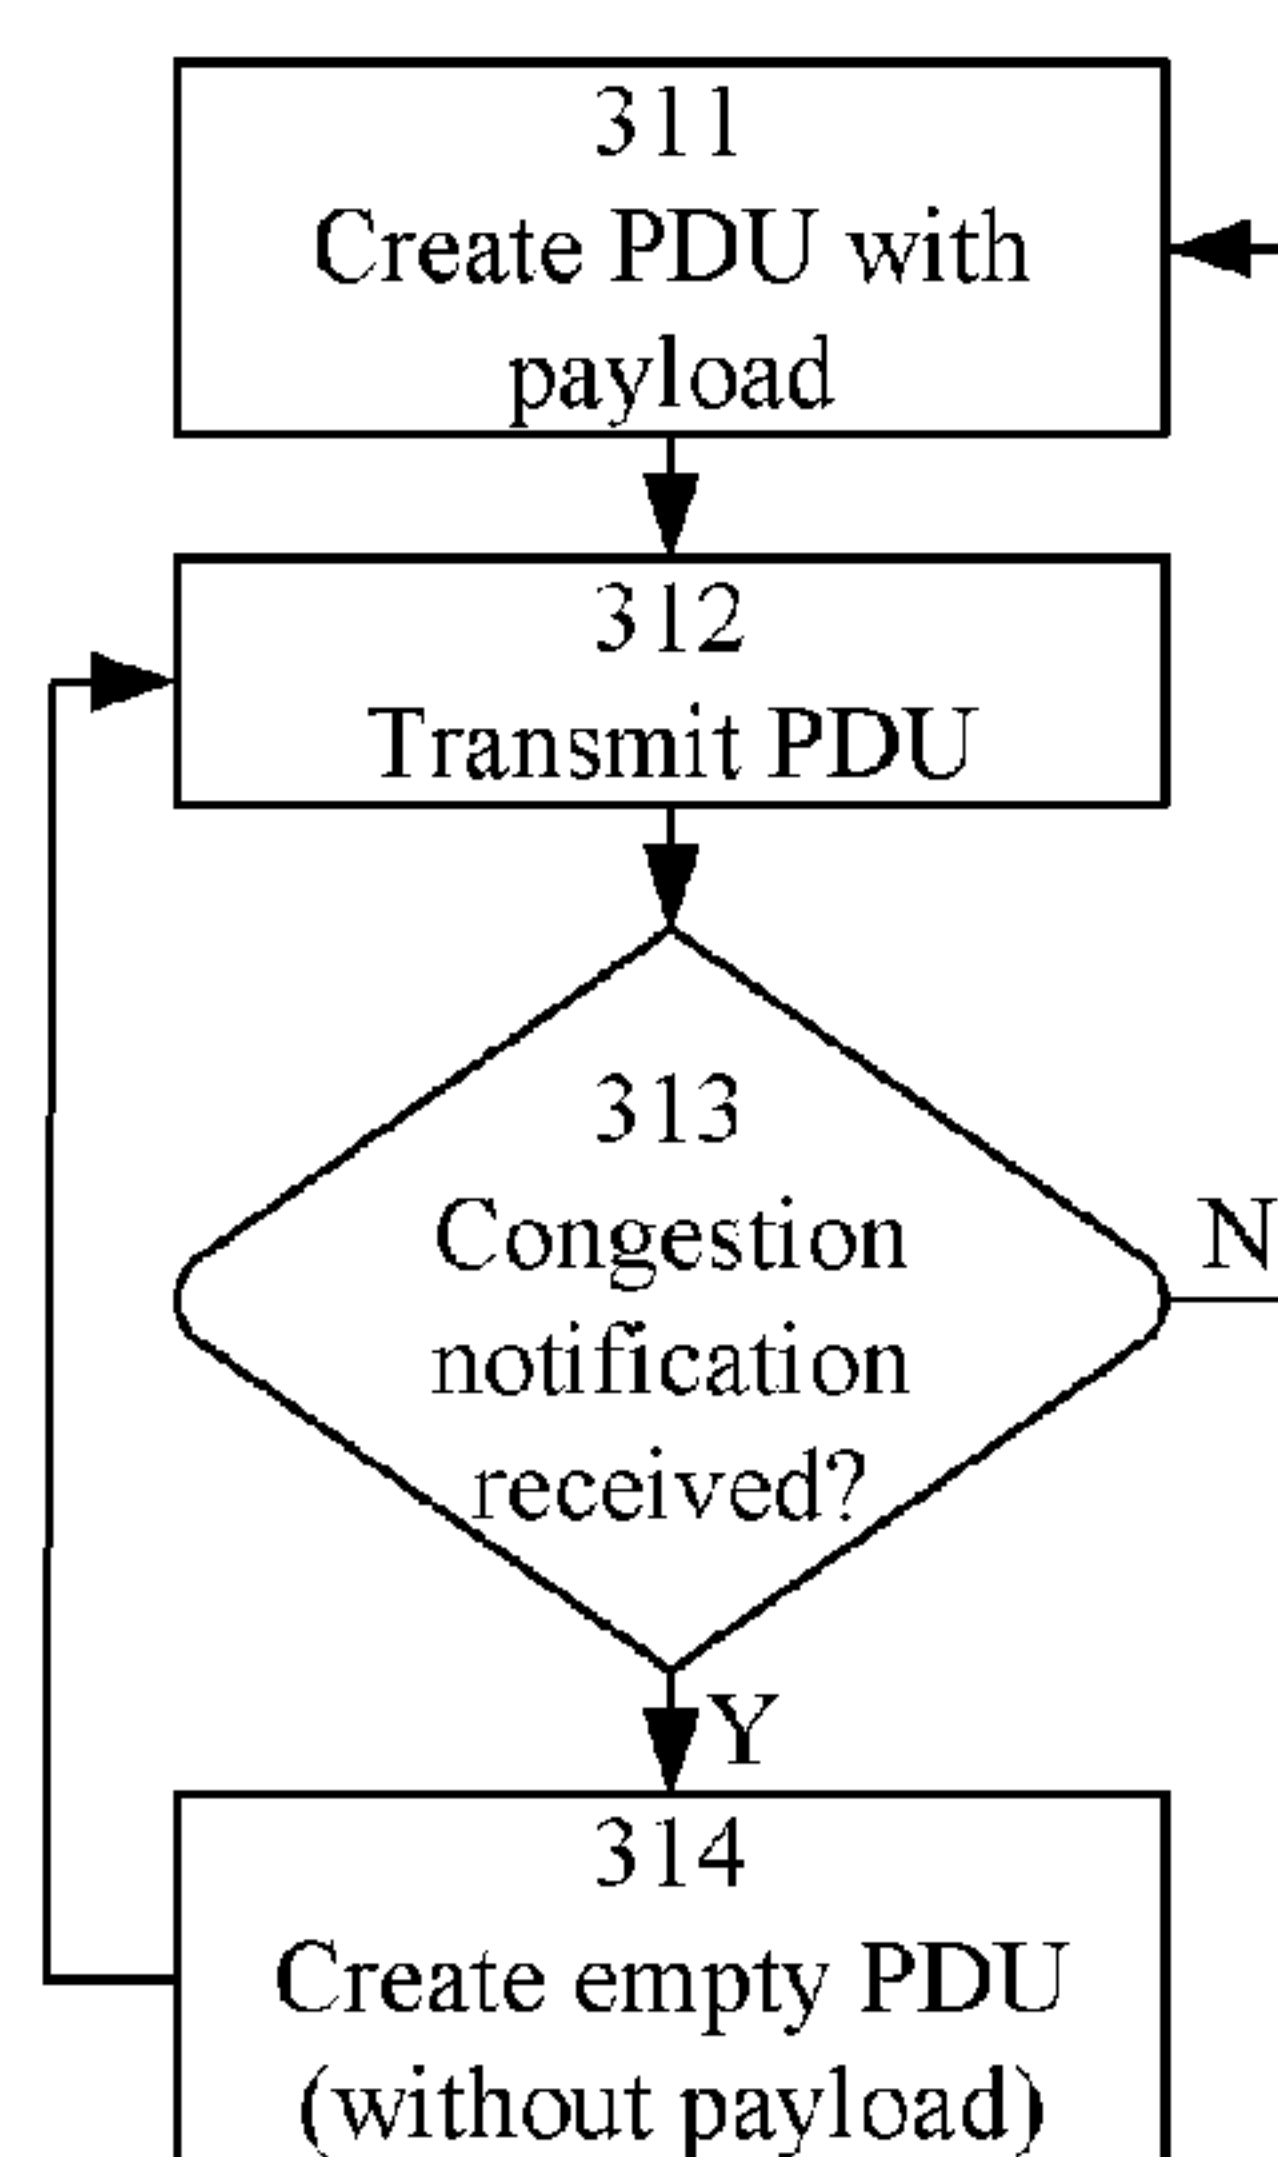 311
Create PDU with
payload
312
Transmit PDU
313
Congestion
notification
received?
N
Y
314
Create empty PDU
(without payload)